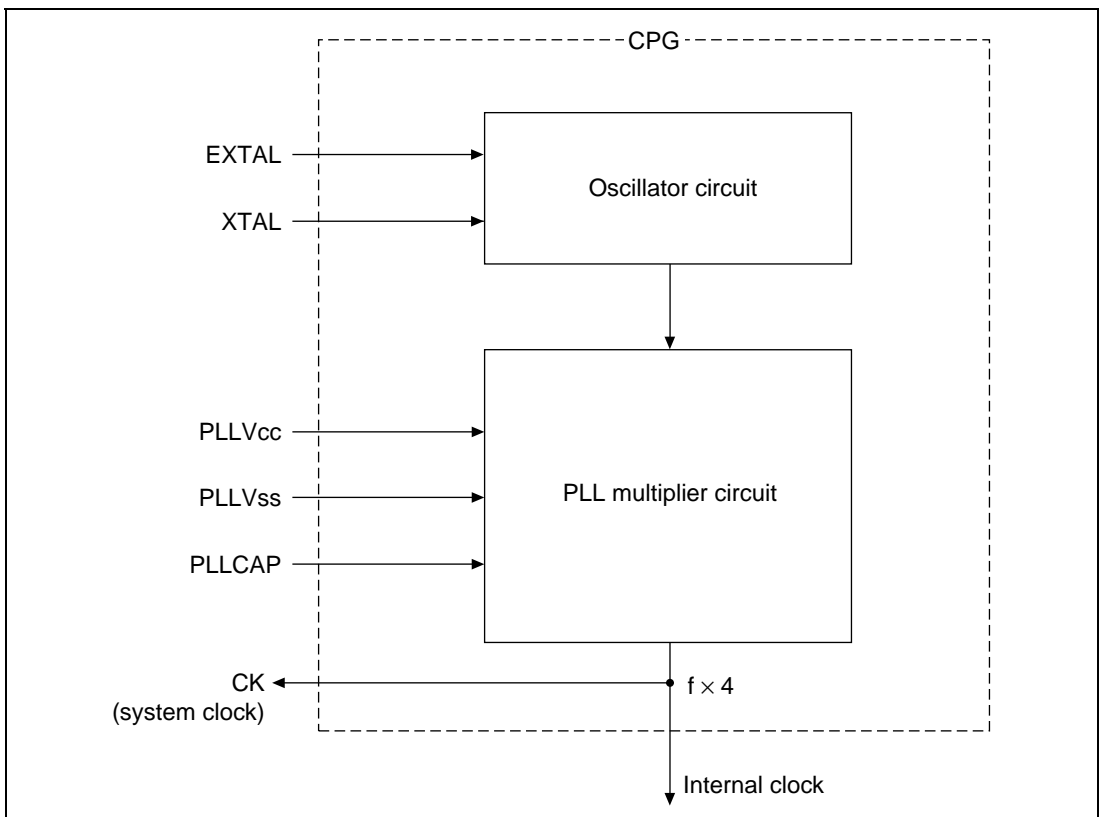 CPG
EXTAL
Oscillator circuit
XTAL
PLLVcc
PLLVss
PLL multiplier circuit
PLLCAP
CK
(system clock)
f × 4
Internal clock